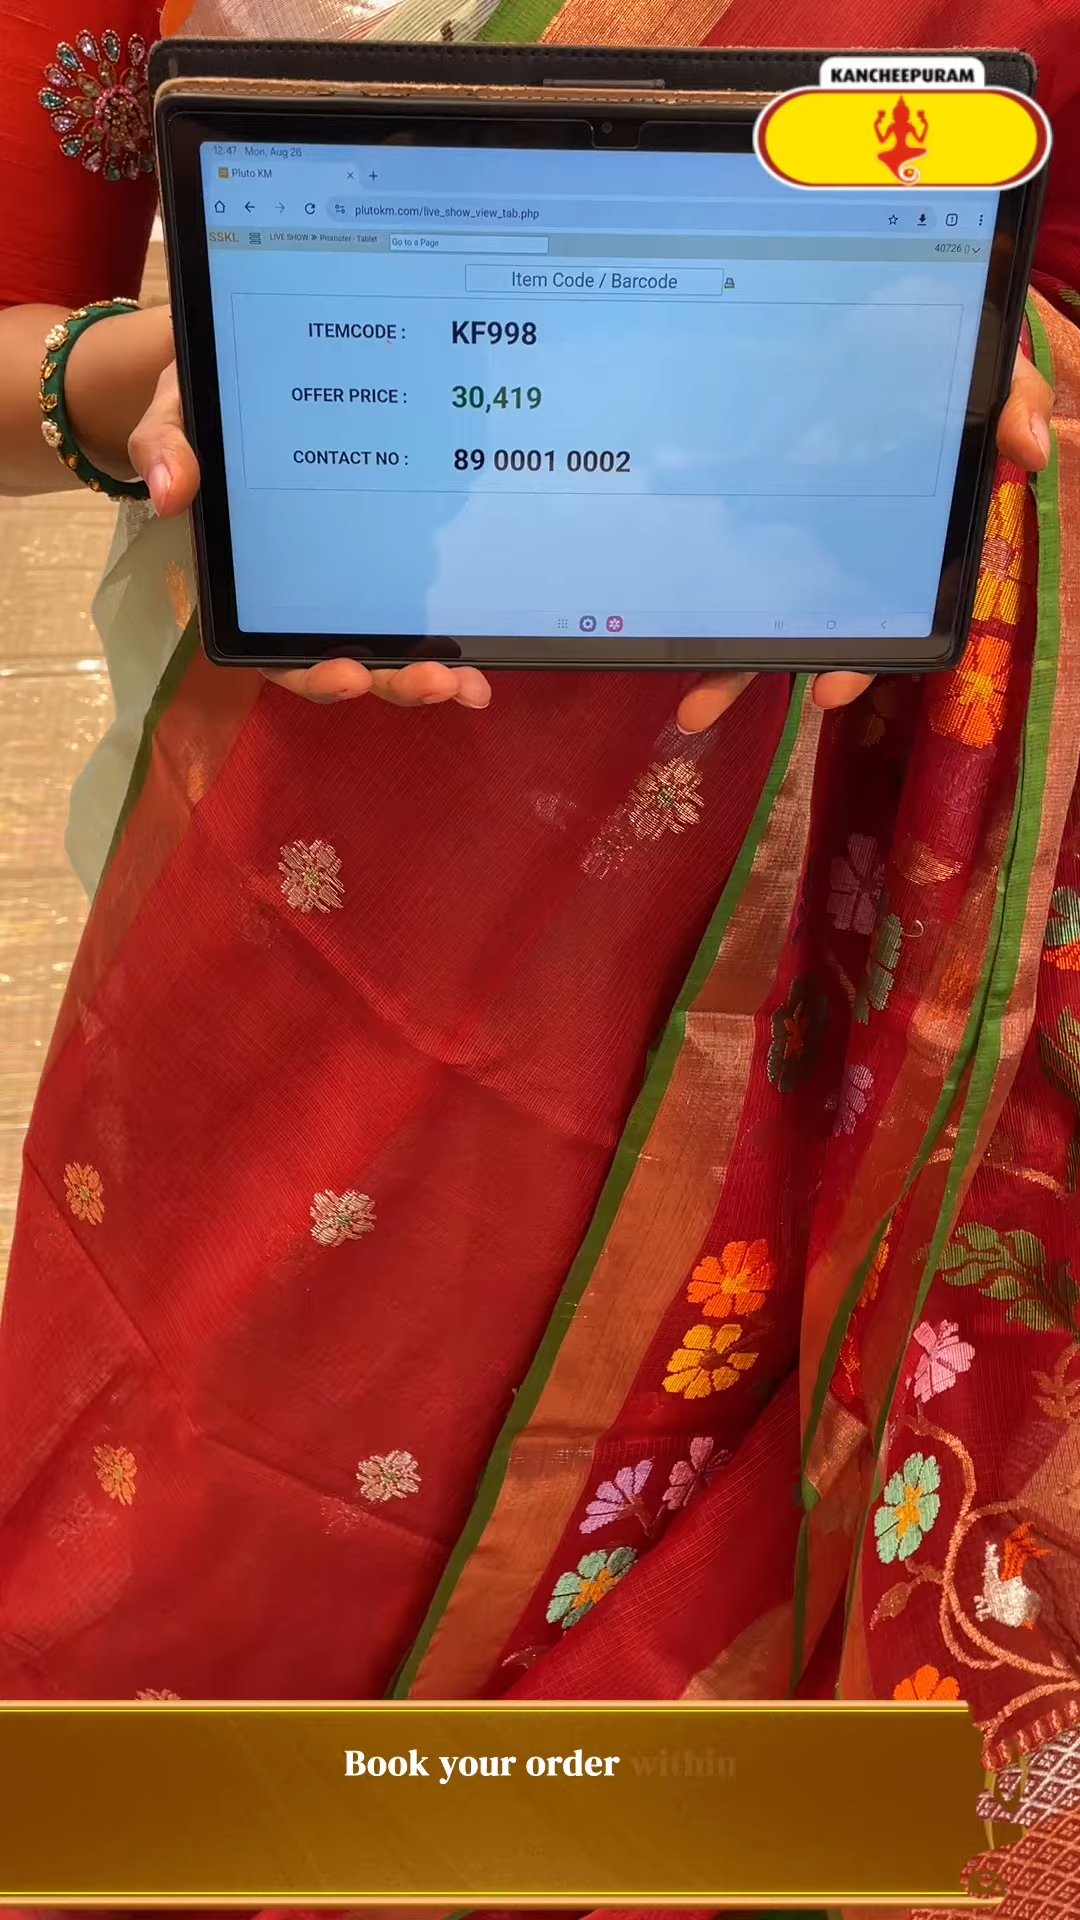 KANCHEEPURAM
12.47 Mon, Aug 26
Pluto KM
plutokm.com/live_show_view_tab.php
SSKL
LIVE SHOW » Promoter - Tablet
Go to a Page
40726
Item Code / Barcode
ITEMCODE : KF998
OFFER PRICE : 30,419
CONTACT NO : 89 0001 0002
Book your order within